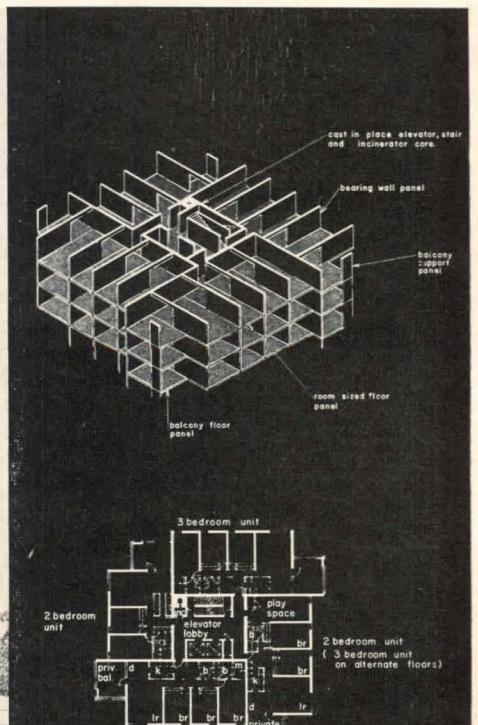 cast in place elevator, stair
and incinerator core.
bearing wall panel
balcony
support
panel
room sized floor
panel
balcony floor
panel
3 bedroom unit
play
space
elevator
lobby
2 bedroom
unit
b
br
2 bedroom unit
( 3 bedroom unit
on alternate floors)
priv.
bal.
d
k
b
b
m
br
k
d
lr
br
br
br
lr
private